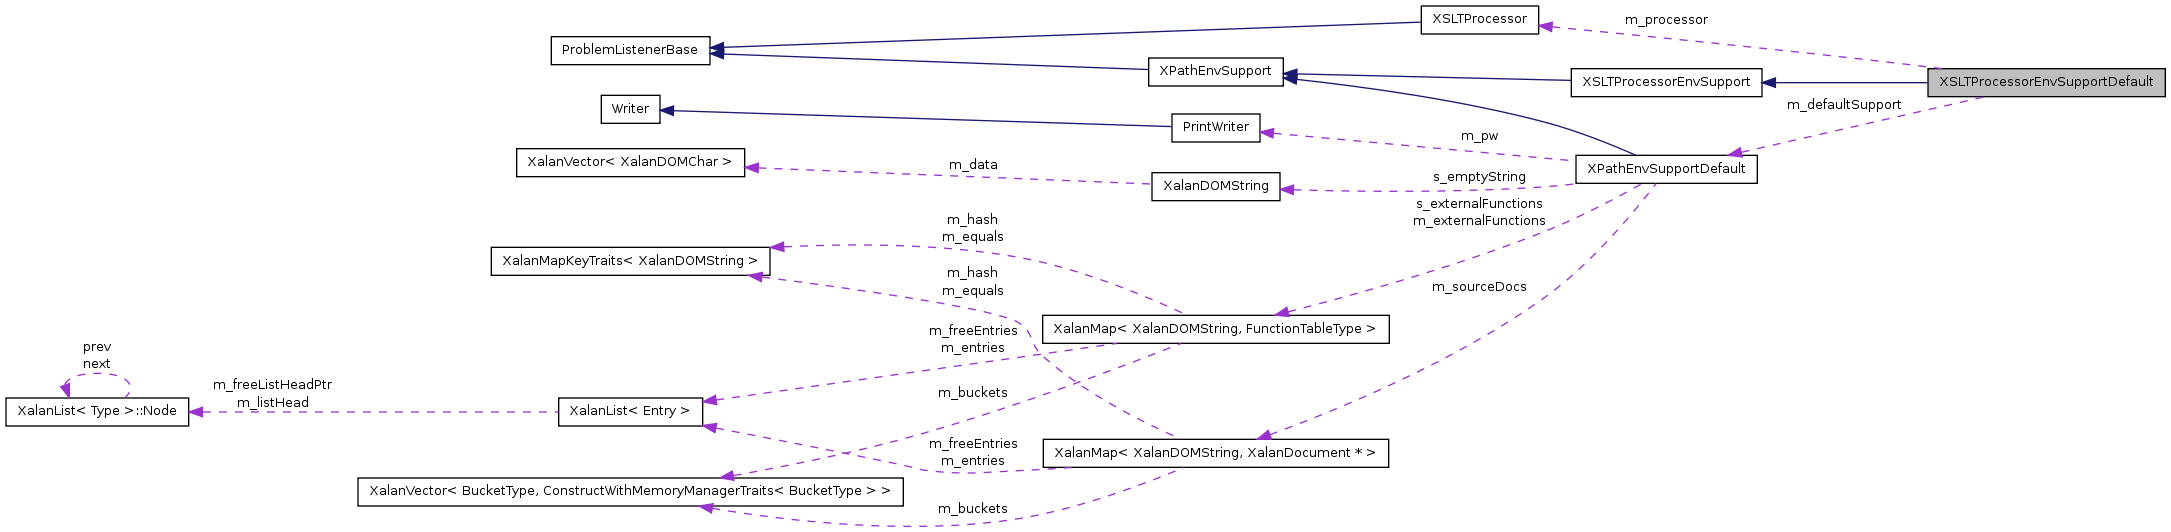 XSLTProcessor
m_processor
ProblemListenerBase
XPathEnvSupport
XSLTProcessorEnvSupport
XSLTProcessorEnvSupportDefault
Writer
m_defaultSupport
PrintWriter
m_pw
XalanVector< XalanDOMChar >
m_data
XPathEnvSupportDefault
XalanDOMString
s_emptyString
s_externalFunctions
m_externalFunctions
m_hash
m_equals
XalanMapKeyTraits< XalanDOMString >
m_hash
m_equals
m_sourceDocs
XalanMap< XalanDOMString, FunctionTableType >
m_freeEntries
m_entries
prev
next
m_freeListHeadPtr
m_listHead
m_buckets
XalanList< Type >::Node
XalanList< Entry >
m_freeEntries
m_entries
XalanMap< XalanDOMString, XalanDocument * >
XalanVector< BucketType, ConstructWithMemoryManagerTraits< BucketType > >
m_buckets